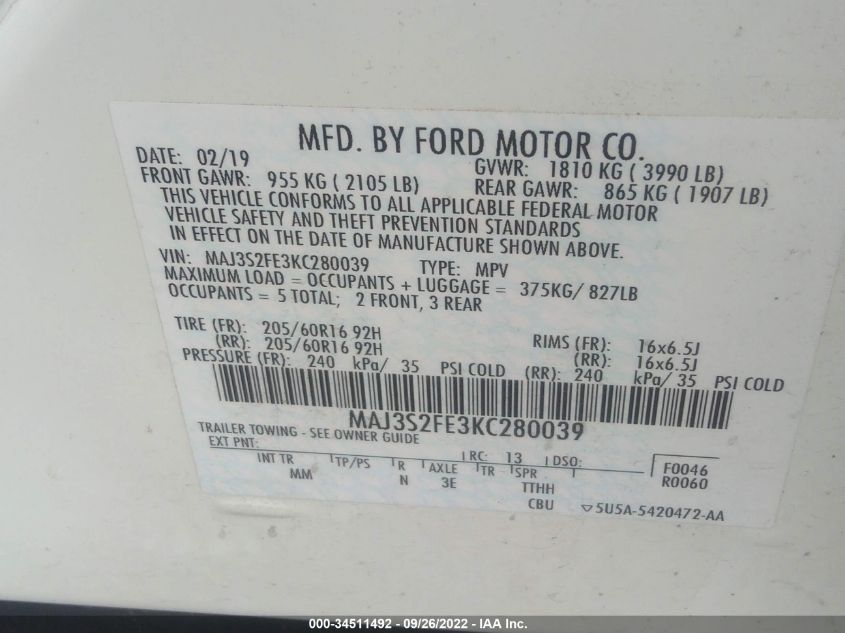 MFD. BY FORD MOTOR CO.
DATE: 02/19 GVWR: 1810 KG ( 3990 LB)
FRONT GAWR: 955 KG ( 2105 LB) REAR GAWR: 865 KG ( 1907 LB)
THIS VEHICLE CONFORMS TO ALL APPLICABLE FEDERAL MOTOR
VEHICLE SAFETY AND THEFT PREVENTION STANDARDS
IN EFFECT ON THE DATE OF MANUFACTURE SHOWN ABOVE.
VIN: MAJ3S2FE3KC280039 TYPE: MPV
MAXIMUM LOAD = OCCUPANTS + LUGGAGE = 375KG/ 827LB
OCCUPANTS = 5 TOTAL; 2 FRONT, 3 REAR
TIRE (FR): 205/60R16 92H RIMS (FR): 16x6.5J
(RR): 205/60R16 92H (RR): 16x6.5J
PRESSURE (FR): 240 kPa/ 35 PSI COLD (RR): 240 kPa/ 35 PSI COLD
MAJ3S2FE3KC280039
TRAILER TOWING - SEE OWNER GUIDE
EXT PNT: RC: 13 DSO: F0046
INT TR TP/PS R AXLE TR SPR R0060
MM N 3E TTHH
CBU 5U5A-5420472-AA
000-34511492 - 09/26/2022 - IAA Inc.